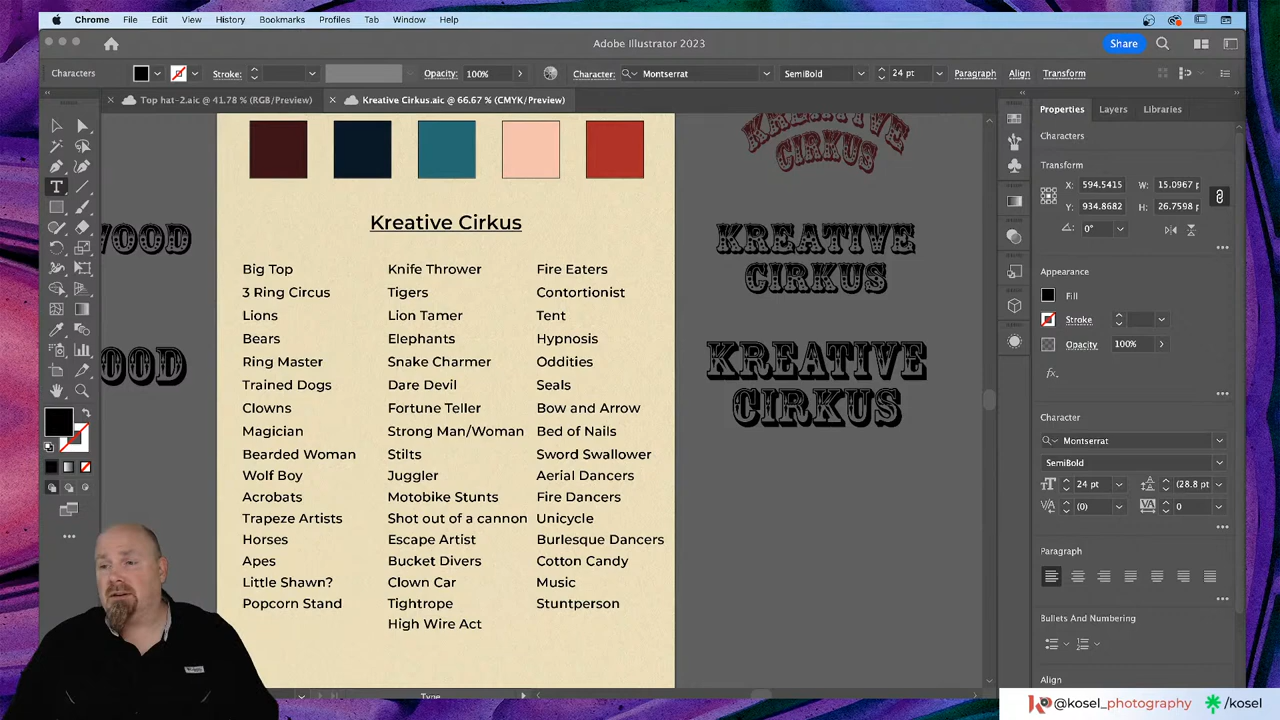 Chrome File Edit View History Bookmarks Profiles Tab Window Help
Adobe Illustrator 2023
Share
Characters Stroke: Opacity: 100% Character: Montserrat SemiBold 24 pt Paragraph Align Transform
Top hat-2.aic @ 41.78 % (RGB/Preview) Kreative Cirkus.aic @ 66.67 % (CMYK/Preview)
Properties Layers Libraries
Characters
Transform
X: 594.5415 W: 15.0967 p
Y: 934.8682 H: 26.7598 p
0°
Appearance
Fill
Stroke
Opacity 100%
fx.
Character
Montserrat
SemiBold
24 pt (28.8 pt)
(0) 0
Paragraph
Bullets And Numbering
Align
KREATIVE
CIRKUS
KREATIVE
CIRKUS
KREATIVE
CIRKUS
WOOD
OOD
Kreative Cirkus
Big Top
3 Ring Circus
Lions
Bears
Ring Master
Trained Dogs
Clowns
Magician
Bearded Woman
Wolf Boy
Acrobats
Trapeze Artists
Horses
Apes
Little Shawn?
Popcorn Stand
Knife Thrower
Tigers
Lion Tamer
Elephants
Snake Charmer
Dare Devil
Fortune Teller
Strong Man/Woman
Stilts
Juggler
Motobike Stunts
Shot out of a cannon
Escape Artist
Bucket Divers
Clown Car
Tightrope
High Wire Act
Fire Eaters
Contortionist
Tent
Hypnosis
Oddities
Seals
Bow and Arrow
Bed of Nails
Sword Swallower
Aerial Dancers
Fire Dancers
Unicycle
Burlesque Dancers
Cotton Candy
Music
Stuntperson
Type
@kosel_photography /kosel